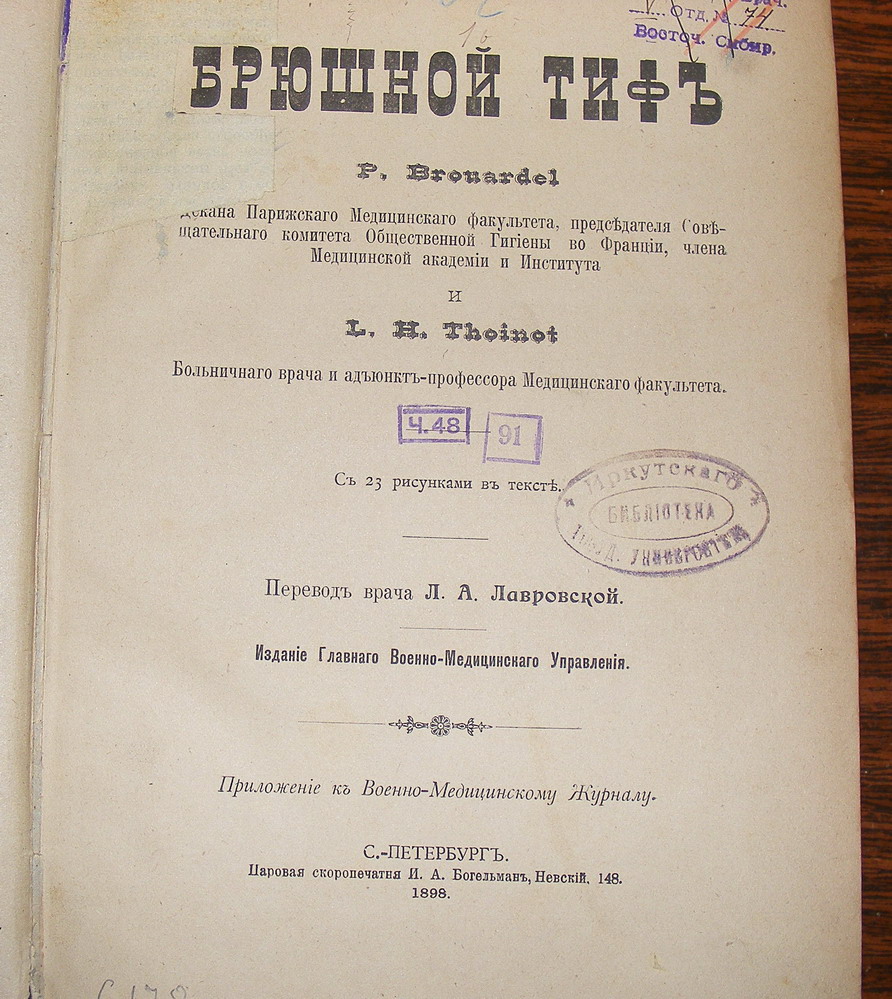 Отд. № 74
Восточ. Сибир.
16
БРЮШНОЙ ТИФЪ
P. Brouardel
Декана Парижскаго Медицинскаго факультета, предсѣдателя Совѣ-
щательнаго комитета Общественной Гигіены во Франціи, члена
Медицинской академіи и Института
И
L. H. Thoinot
Больничнаго врача и адъюнктъ-профессора Медицинскаго факультета.
Ч.48
91
Съ 23 рисунками въ текстѣ.
Иркутскаго
БИБЛІОТЕКА
УНИВЕРСИТЕТА
Переводъ врача Л. А. Лавровской.
Изданіе Главнаго Военно-Медицинскаго Управленія.
Приложеніе къ Военно-Медицинскому Журналу.
С.-ПЕТЕРБУРГЪ.
Паровая скоропечатня И. А. Богельманъ, Невскій, 148.
1898.